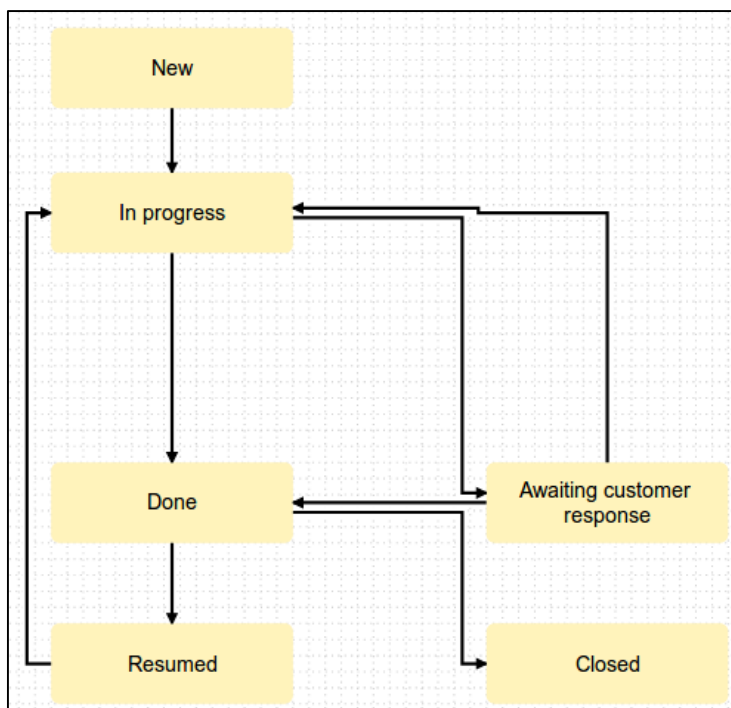 New
In progress
Done
Awaiting customer
response
Resumed
Closed